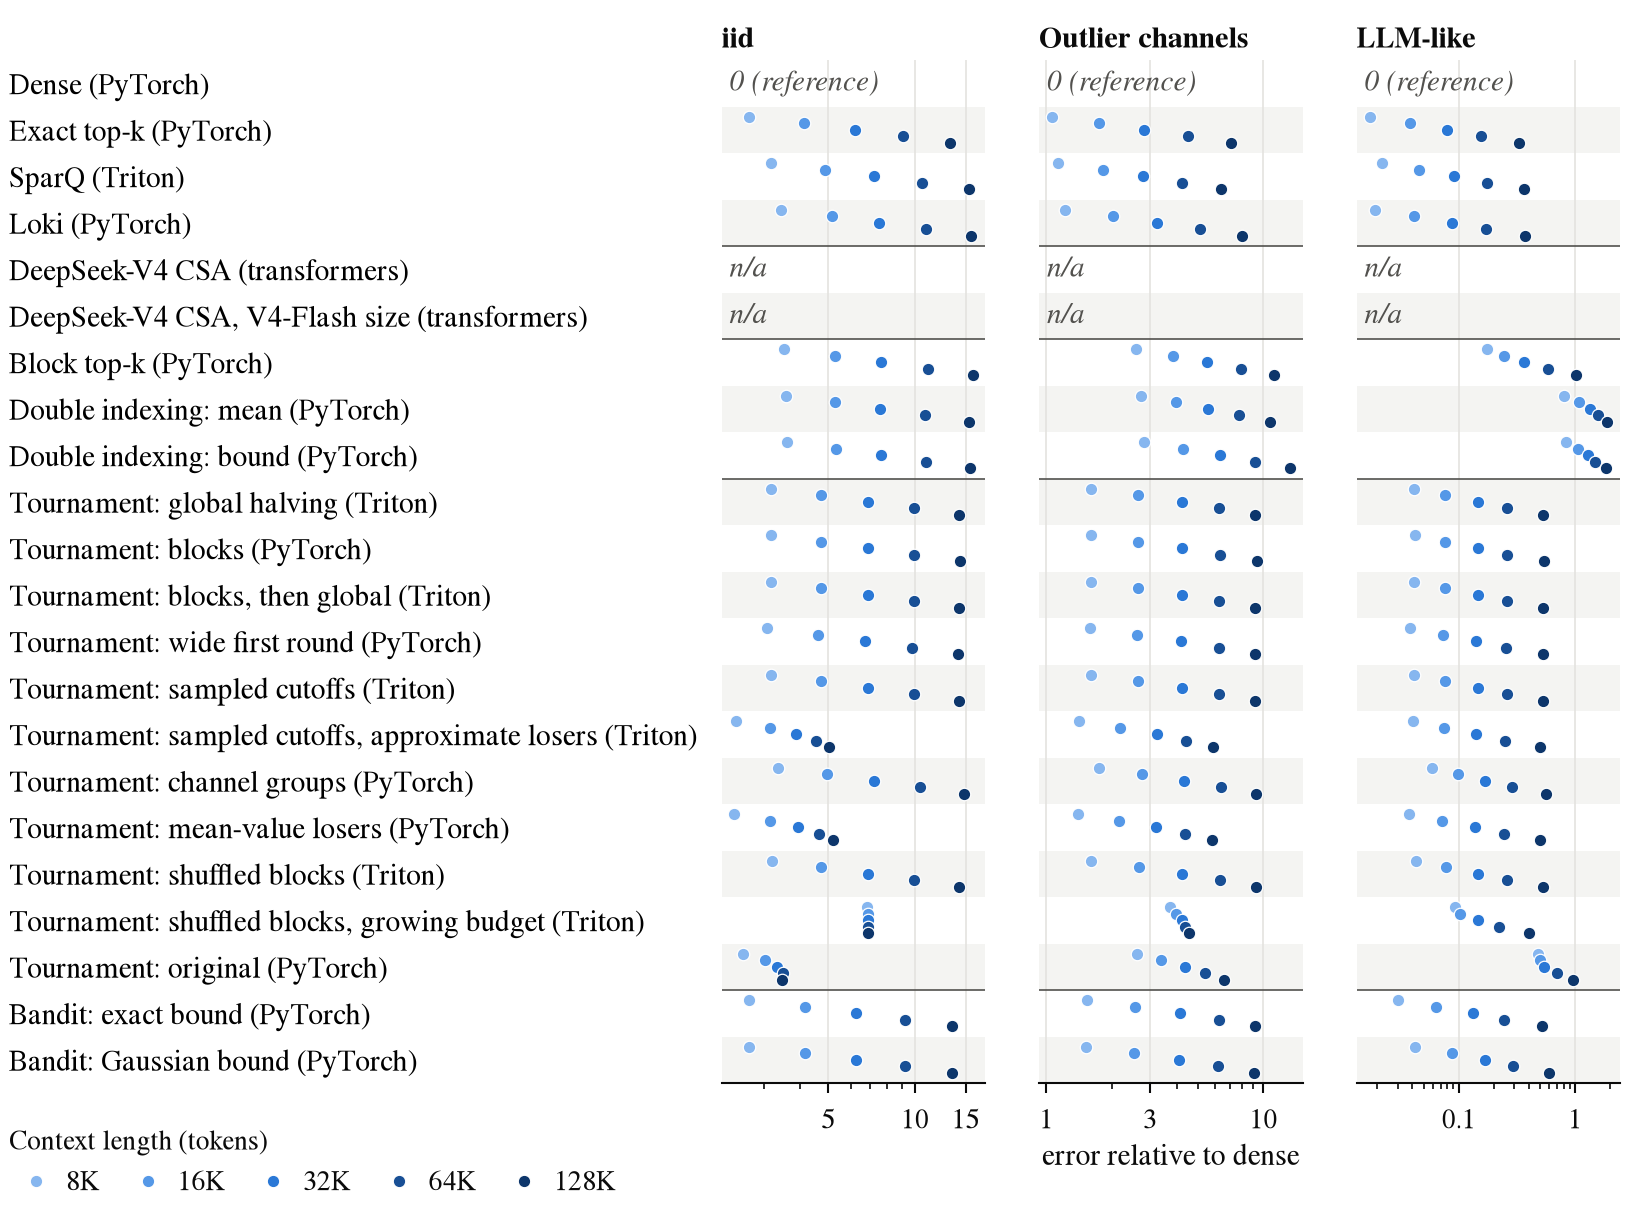 iid Outlier channels LLM-like
Dense (PyTorch) 0 (reference) 0 (reference) 0 (reference)
Exact top-k (PyTorch)
SparQ (Triton)
Loki (PyTorch)
DeepSeek-V4 CSA (transformers) n/a n/a n/a
DeepSeek-V4 CSA, V4-Flash size (transformers) n/a n/a n/a
Block top-k (PyTorch)
Double indexing: mean (PyTorch)
Double indexing: bound (PyTorch)
Tournament: global halving (Triton)
Tournament: blocks (PyTorch)
Tournament: blocks, then global (Triton)
Tournament: wide first round (PyTorch)
Tournament: sampled cutoffs (Triton)
Tournament: sampled cutoffs, approximate losers (Triton)
Tournament: channel groups (PyTorch)
Tournament: mean-value losers (PyTorch)
Tournament: shuffled blocks (Triton)
Tournament: shuffled blocks, growing budget (Triton)
Tournament: original (PyTorch)
Bandit: exact bound (PyTorch)
Bandit: Gaussian bound (PyTorch)
5 10 15 1 3 10 0.1 1
error relative to dense
Context length (tokens)
8K 16K 32K 64K 128K